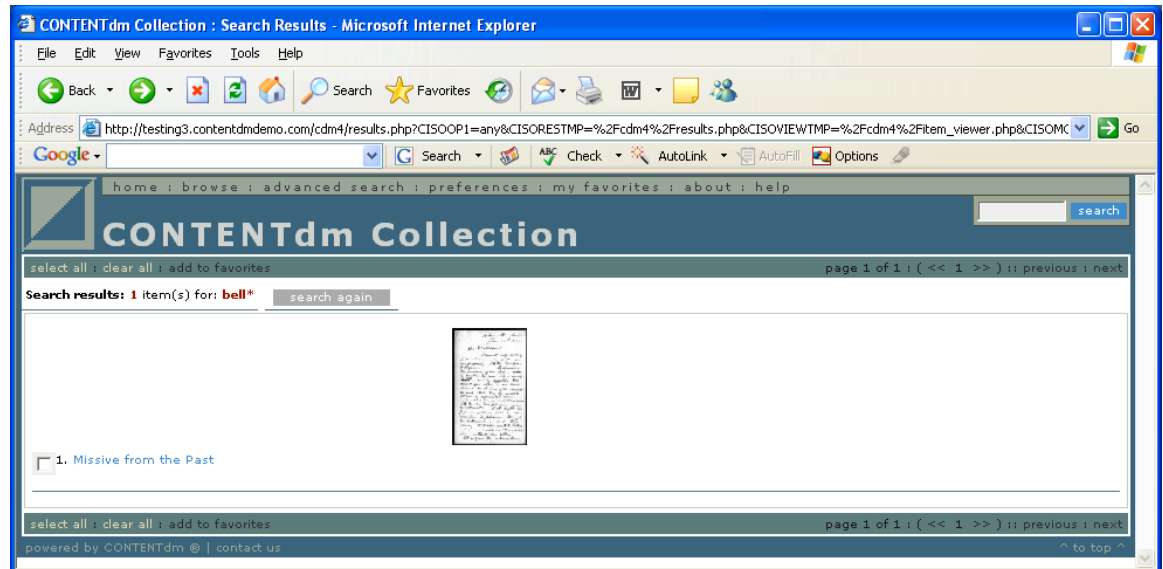 CONTENTdm Collection : Search Results - Microsoft Internet Explorer
File Edit View Favorites Tools Help
Back Search Favorites
Address http://testing3.contentdmdemo.com/cdm4/results.php?CISOOP1=any&CISORESTMP=%2Fcdm4%2Fresults.php&CISOVIEWTMP=%2Fcdm4%2Fitem_viewer.php&CISOMC Go
Google Search ABC Check AutoLink AutoFill Options
home : browse : advanced search : preferences : my favorites : about : help
search
CONTENTdm Collection
select all : clear all : add to favorites page 1 of 1 : ( << 1 >> ) :: previous : next
Search results: 1 item(s) for: bell* search again
1. Missive from the Past
select all : clear all : add to favorites page 1 of 1 : ( << 1 >> ) :: previous : next
powered by CONTENTdm ® | contact us ^ to top ^